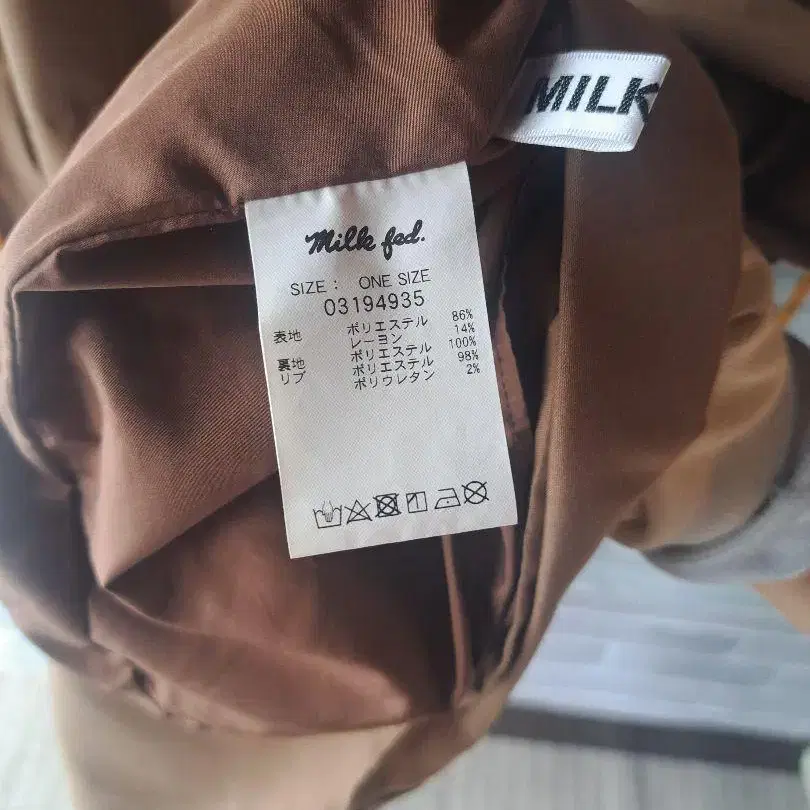 MILK
Milk fed.
SIZE : ONE SIZE
03194935
表地 ポリエステル 86%
レーヨン 14%
裏地 ポリエステル 100%
リブ ポリエステル 98%
ポリウレタン 2%